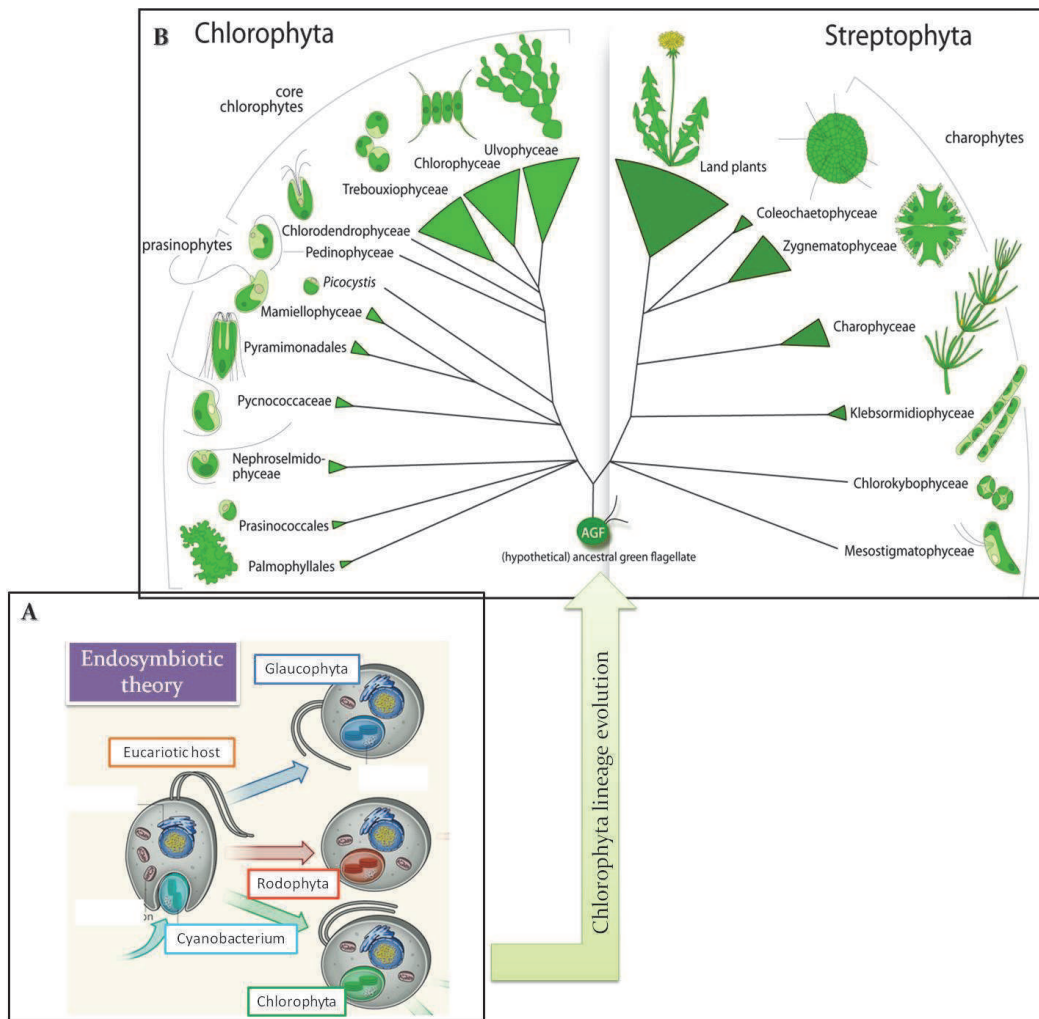 B Chlorophyta
Streptophyta
core
chlorophytes
Ulvophyceae
Chlorophyceae
Trebouxiophyceae
Chlorodendrophyceae
prasinophytes
Pedinophyceae
Picocystis
Mamiellophyceae
Pyramimonadales
Pycnococcaceae
Nephroselmido-
phyceae
Prasinococcales
Palmophyllales
Land plants
charophytes
Coleochaetophyceae
Zygnematophyceae
Charophyceae
Klebsormidiophyceae
Chlorokybophyceae
Mesostigmatophyceae
AGF
(hypothetical) ancestral green flagellate
A
Endosymbiotic
theory
Glaucophyta
Eucariotic host
Rodophyta
on
Cyanobacterium
Chlorophyta
Chlorophyta lineage evolution